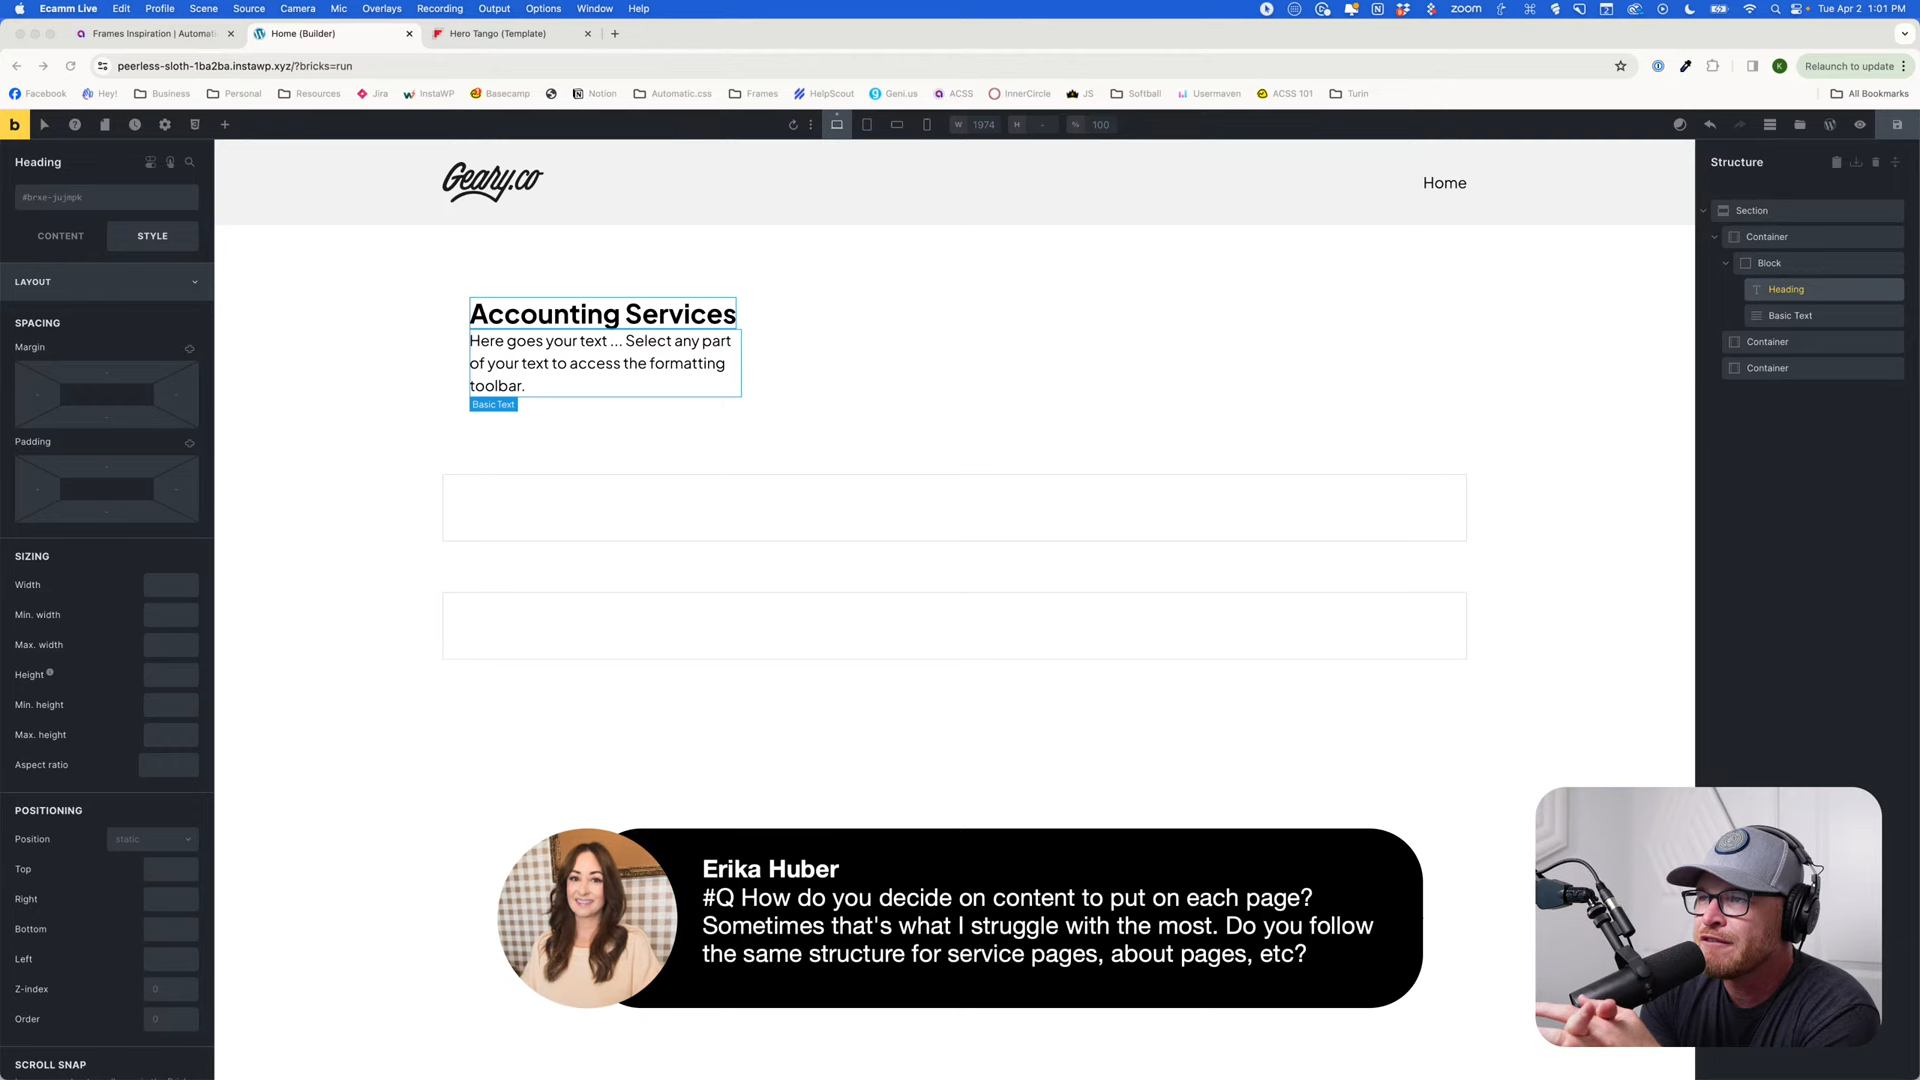 Ecamm Live Edit Profile Scene Source Camera Mic Overlays Recording Output Options Window Help zoom Tue Apr 2 1:01 PM
Frames Inspiration | Automati Home (Builder) Hero Tango (Template)
peerless-sloth-1ba2ba.instawp.xyz/?bricks=run K Relaunch to update
Facebook Hey! Business Personal Resources Jira InstaWP Basecamp Notion Automatic.css Frames HelpScout Geni.us ACSS InnerCircle JS Softball Usermaven ACSS 101 Turin All Bookmarks
b W 1974 H - % 100
Heading
#brxe-jujmpk
CONTENT STYLE
LAYOUT
SPACING
Margin
Padding
SIZING
Width
Min. width
Max. width
Height
Min. height
Max. height
Aspect ratio
POSITIONING
Position static
Top
Right
Bottom
Left
Z-index 0
Order 0
SCROLL SNAP
Geary.co
Home
Accounting Services
Here goes your text ... Select any part
of your text to access the formatting
toolbar.
Basic Text
Structure
Section
Container
Block
Heading
Basic Text
Container
Container
Erika Huber
#Q How do you decide on content to put on each page?
Sometimes that's what I struggle with the most. Do you follow
the same structure for service pages, about pages, etc?